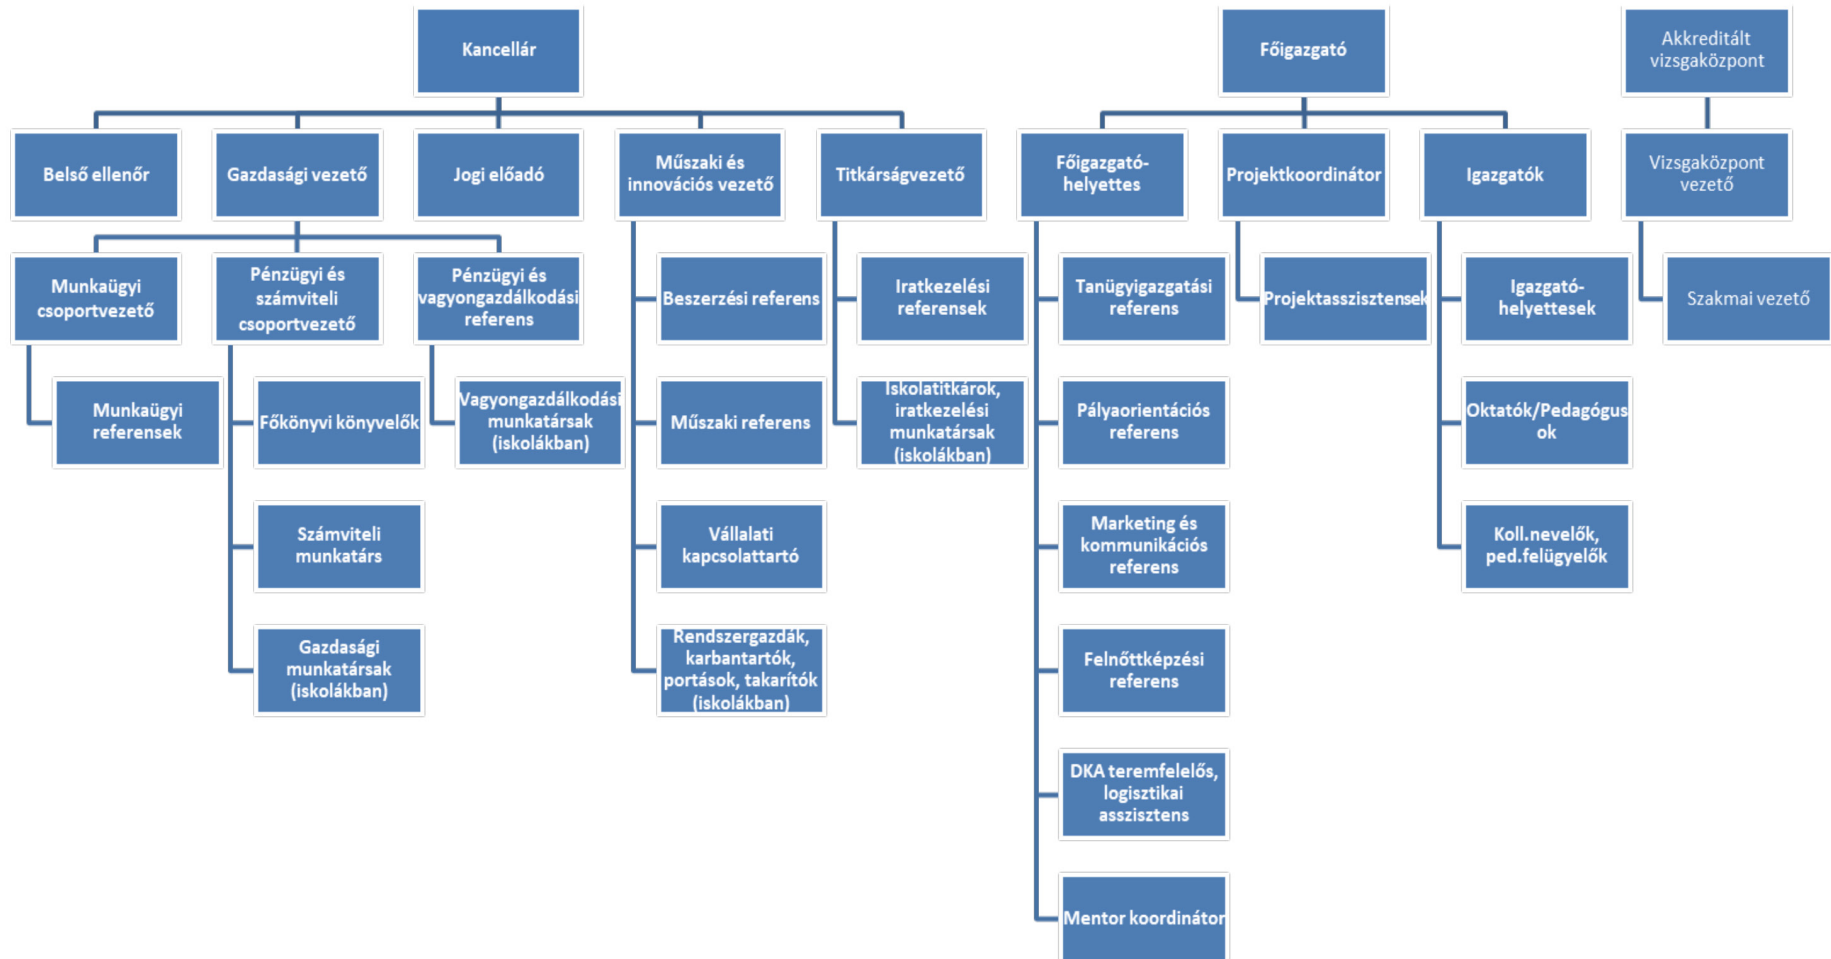 Kancellár
Főigazgató
Akkreditált
vizsgaközpont
Belső ellenőr
Gazdasági vezető
Jogi előadó
Műszaki és
innovációs vezető
Titkárságvezető
Főigazgató-
helyettes
Projektkoordinátor
Igazgatók
Vizsgaközpont
vezető
Munkaügyi
csoportvezető
Pénzügyi és
számviteli
csoportvezető
Pénzügyi és
vagyongazdálkodási
referens
Beszerzési referens
Iratkezelési
referensek
Tanügyigazgatási
referens
Projektasszisztensek
Igazgató-
helyettesek
Szakmai vezető
Munkaügyi
referensek
Főkönyvi könyvelők
Vagyongazdálkodási
munkatársak
(iskolákban)
Műszaki referens
Iskolatitkárok,
iratkezelési
munkatársak
(iskolákban)
Pályaorientációs
referens
Oktatók/Pedagógus
ok
Számviteli
munkatárs
Vállalati
kapcsolattartó
Marketing és
kommunikációs
referens
Koll.nevelők,
ped.felügyelők
Gazdasági
munkatársak
(iskolákban)
Rendszergazdák,
karbantartók,
portások, takarítók
(iskolákban)
Felnőttképzési
referens
DKA teremfelelős,
logisztikai
asszisztens
Mentor koordinátor